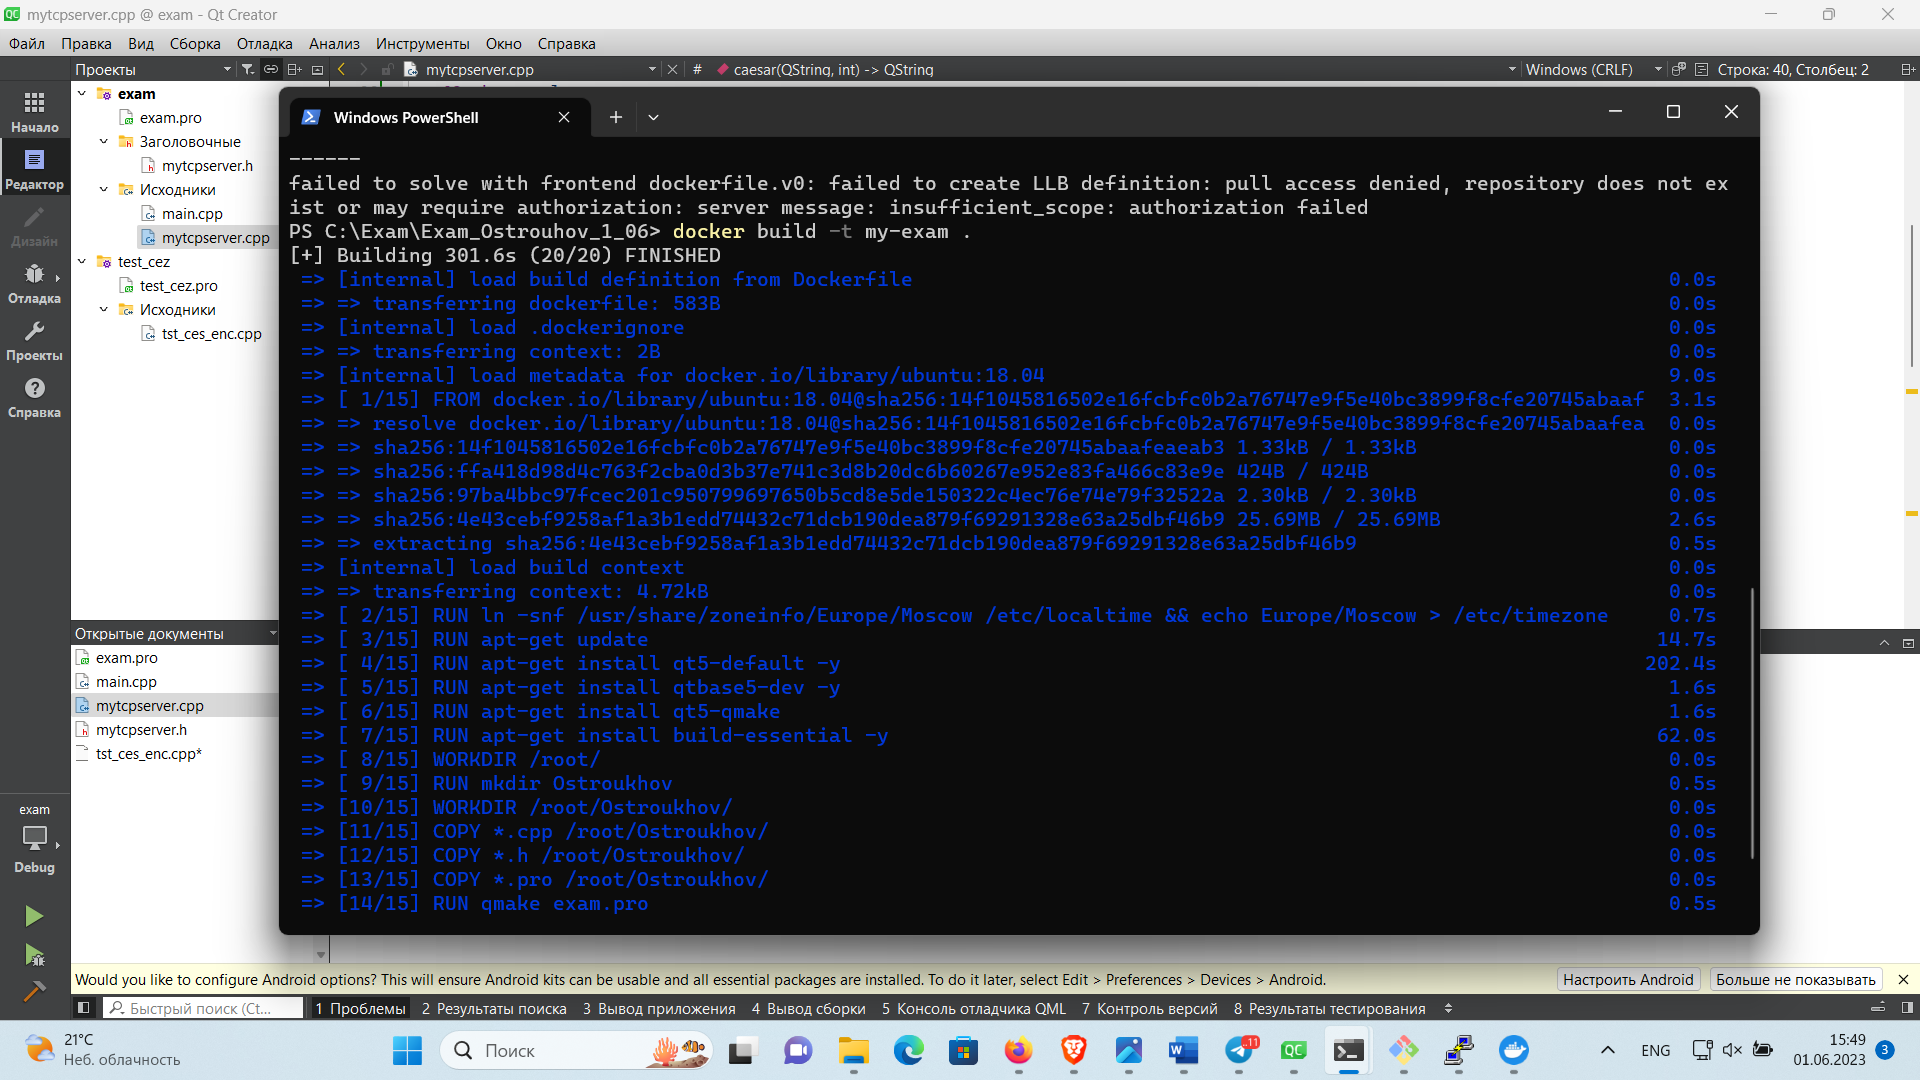 mytcpserver.cpp @ exam - Qt Creator
Файл Правка Вид Сборка Отладка Анализ Инструменты Окно Справка
Проекты mytcpserver.cpp # caesar(QString, int) -> QString Windows (CRLF) Строка: 40, Столбец: 2
Начало
Редактор
Дизайн
Отладка
Проекты
Справка
exam
exam.pro
Заголовочные
mytcpserver.h
Исходники
main.cpp
mytcpserver.cpp
test_cez
test_cez.pro
Исходники
tst_ces_enc.cpp
Открытые документы
exam.pro
main.cpp
mytcpserver.cpp
mytcpserver.h
tst_ces_enc.cpp*
exam
Debug
Windows PowerShell
------
failed to solve with frontend dockerfile.v0: failed to create LLB definition: pull access denied, repository does not ex
ist or may require authorization: server message: insufficient_scope: authorization failed
PS C:\Exam\Exam_Ostrouhov_1_06> docker build -t my-exam .
[+] Building 301.6s (20/20) FINISHED
=> [internal] load build definition from Dockerfile 0.0s
=> => transferring dockerfile: 583B 0.0s
=> [internal] load .dockerignore 0.0s
=> => transferring context: 2B 0.0s
=> [internal] load metadata for docker.io/library/ubuntu:18.04 9.0s
=> [ 1/15] FROM docker.io/library/ubuntu:18.04@sha256:14f1045816502e16fcbfc0b2a76747e9f5e40bc3899f8cfe20745abaaf 3.1s
=> => resolve docker.io/library/ubuntu:18.04@sha256:14f1045816502e16fcbfc0b2a76747e9f5e40bc3899f8cfe20745abaafea 0.0s
=> => sha256:14f1045816502e16fcbfc0b2a76747e9f5e40bc3899f8cfe20745abaafeaeab3 1.33kB / 1.33kB 0.0s
=> => sha256:ffa418d98d4c763f2cba0d3b37e741c3d8b20dc6b60267e952e83fa466c83e9e 424B / 424B 0.0s
=> => sha256:97ba4bbc97fcec201c950799697650b5cd8e5de150322c4ec76e74e79f32522a 2.30kB / 2.30kB 0.0s
=> => sha256:4e43cebf9258af1a3b1edd74432c71dcb190dea879f69291328e63a25dbf46b9 25.69MB / 25.69MB 2.6s
=> => extracting sha256:4e43cebf9258af1a3b1edd74432c71dcb190dea879f69291328e63a25dbf46b9 0.5s
=> [internal] load build context 0.0s
=> => transferring context: 4.72kB 0.0s
=> [ 2/15] RUN ln -snf /usr/share/zoneinfo/Europe/Moscow /etc/localtime && echo Europe/Moscow > /etc/timezone 0.7s
=> [ 3/15] RUN apt-get update 14.7s
=> [ 4/15] RUN apt-get install qt5-default -y 202.4s
=> [ 5/15] RUN apt-get install qtbase5-dev -y 1.6s
=> [ 6/15] RUN apt-get install qt5-qmake 1.6s
=> [ 7/15] RUN apt-get install build-essential -y 62.0s
=> [ 8/15] WORKDIR /root/ 0.0s
=> [ 9/15] RUN mkdir Ostroukhov 0.5s
=> [10/15] WORKDIR /root/Ostroukhov/ 0.0s
=> [11/15] COPY *.cpp /root/Ostroukhov/ 0.0s
=> [12/15] COPY *.h /root/Ostroukhov/ 0.0s
=> [13/15] COPY *.pro /root/Ostroukhov/ 0.0s
=> [14/15] RUN qmake exam.pro 0.5s
Would you like to configure Android options? This will ensure Android kits can be usable and all essential packages are installed. To do it later, select Edit > Preferences > Devices > Android. Настроить Android Больше не показывать
Быстрый поиск (Ct... 1 Проблемы 2 Результаты поиска 3 Вывод приложения 4 Вывод сборки 5 Консоль отладчика QML 7 Контроль версий 8 Результаты тестирования
21°C
Неб. облачность
Поиск
11
ENG
15:49
01.06.2023
3